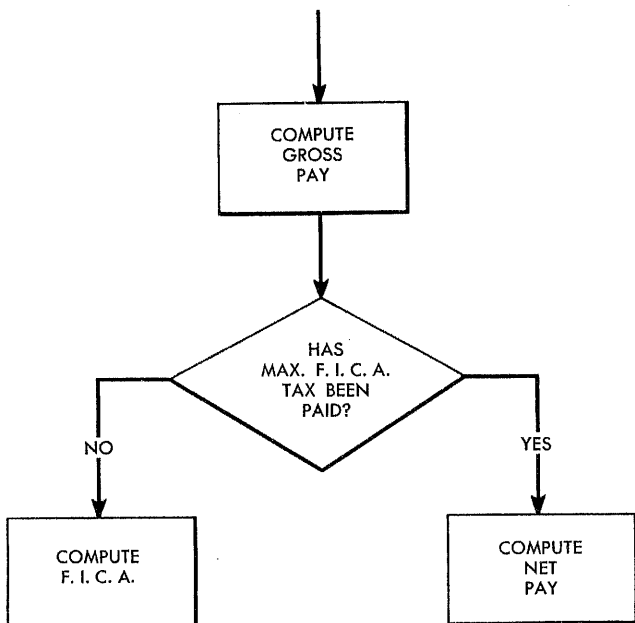 COMPUTE
GROSS
PAY
HAS
MAX. F. I. C. A.
TAX BEEN
PAID?
NO
YES
COMPUTE
F. I. C. A.
COMPUTE
NET
PAY